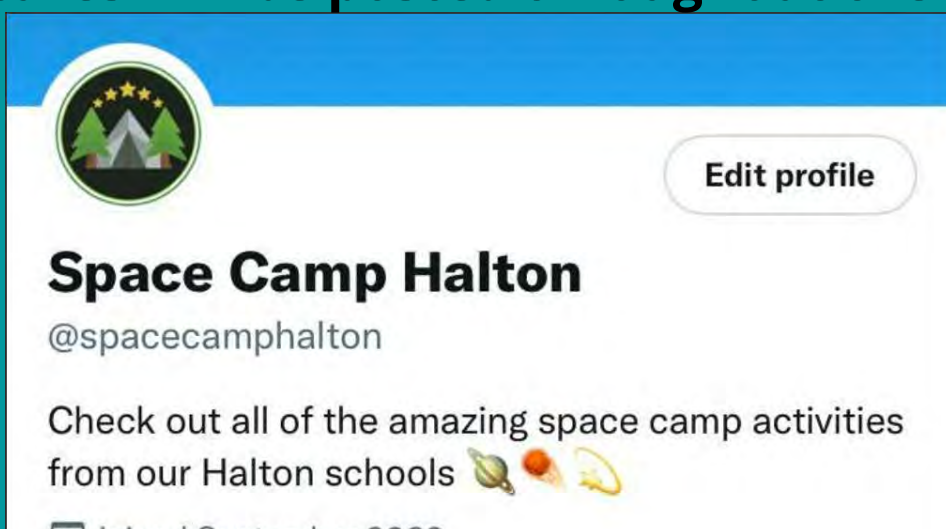 Edit profile
Space Camp Halton
@spacecamphalton
Check out all of the amazing space camp activities
from our Halton schools 🪐☄️💫